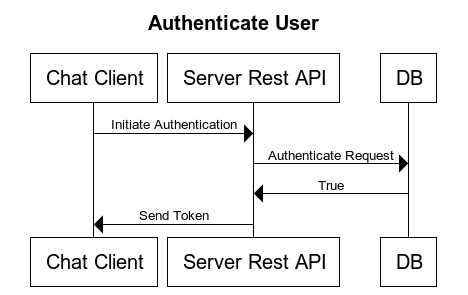 Authenticate User
Chat Client
Server Rest API
DB
Initiate Authentication
Authenticate Request
True
Send Token
Chat Client
Server Rest API
DB